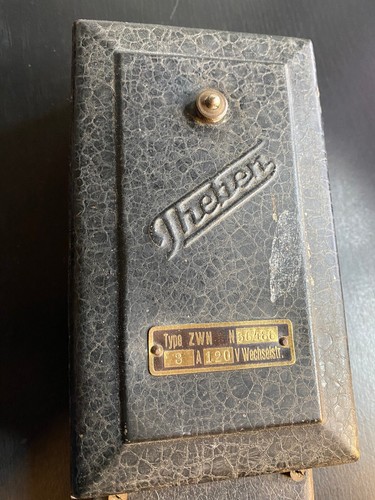 Theben
Type ZWN N
3 A 120 V Wechselstr.